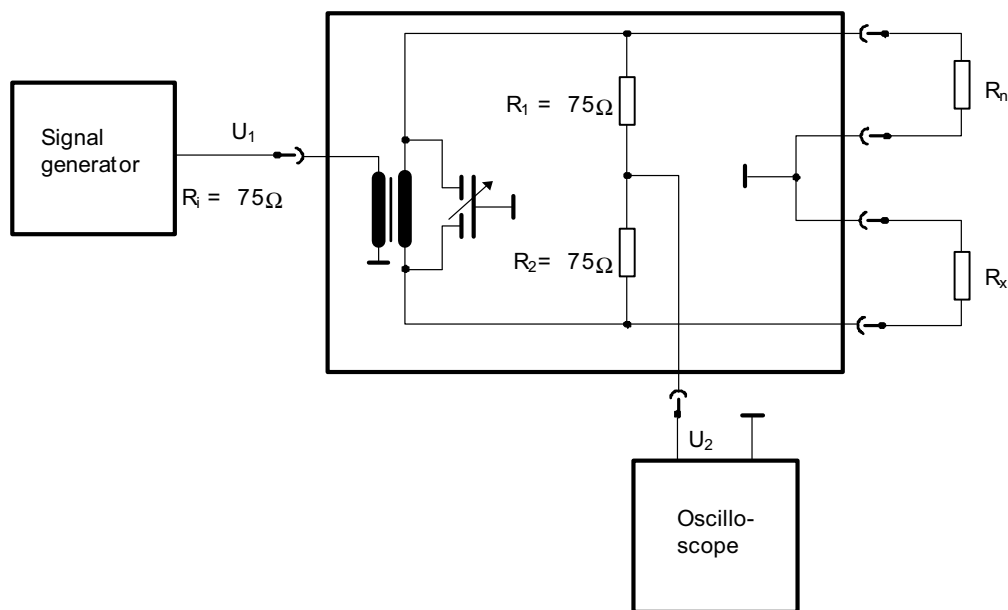 Signal
generator
U₁
Rᵢ = 75Ω
R₁ = 75Ω
R₂= 75Ω
Rₙ
Rₓ
U₂
Oscillo-
scope